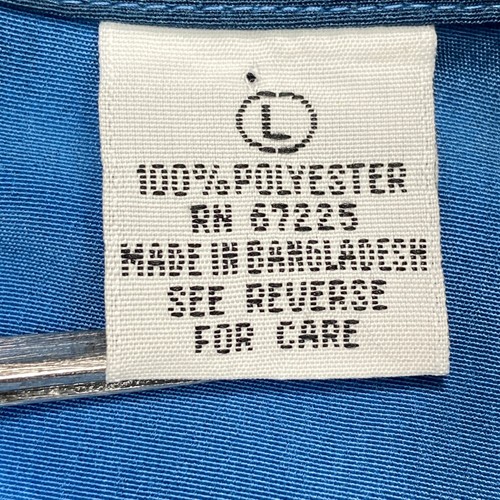 L
100% POLYESTER
RN 67225
MADE IN BANGLADESH
SEE REVERSE
FOR CARE